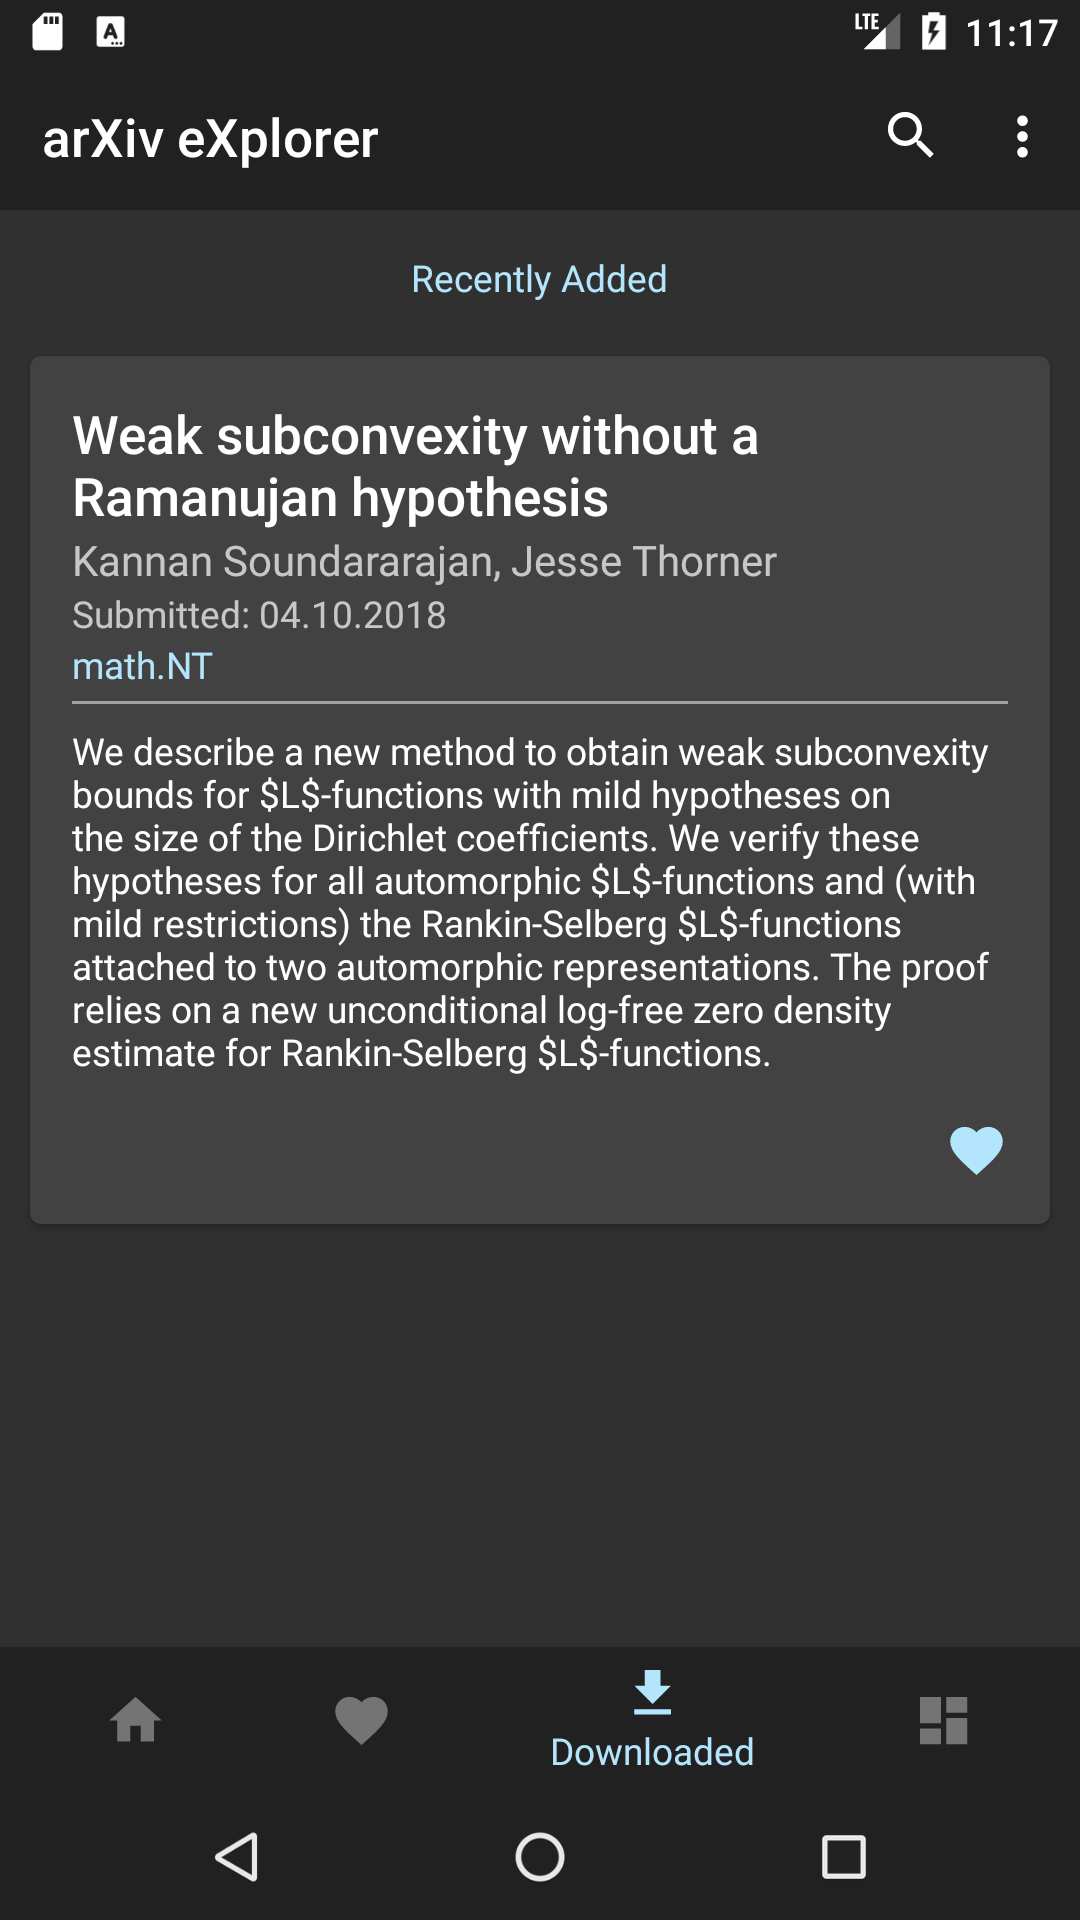 LTE 11:17
arXiv eXplorer
Recently Added
Weak subconvexity without a
Ramanujan hypothesis
Kannan Soundararajan, Jesse Thorner
Submitted: 04.10.2018
math.NT
We describe a new method to obtain weak subconvexity
bounds for $L$-functions with mild hypotheses on
the size of the Dirichlet coefficients. We verify these
hypotheses for all automorphic $L$-functions and (with
mild restrictions) the Rankin-Selberg $L$-functions
attached to two automorphic representations. The proof
relies on a new unconditional log-free zero density
estimate for Rankin-Selberg $L$-functions.
Downloaded